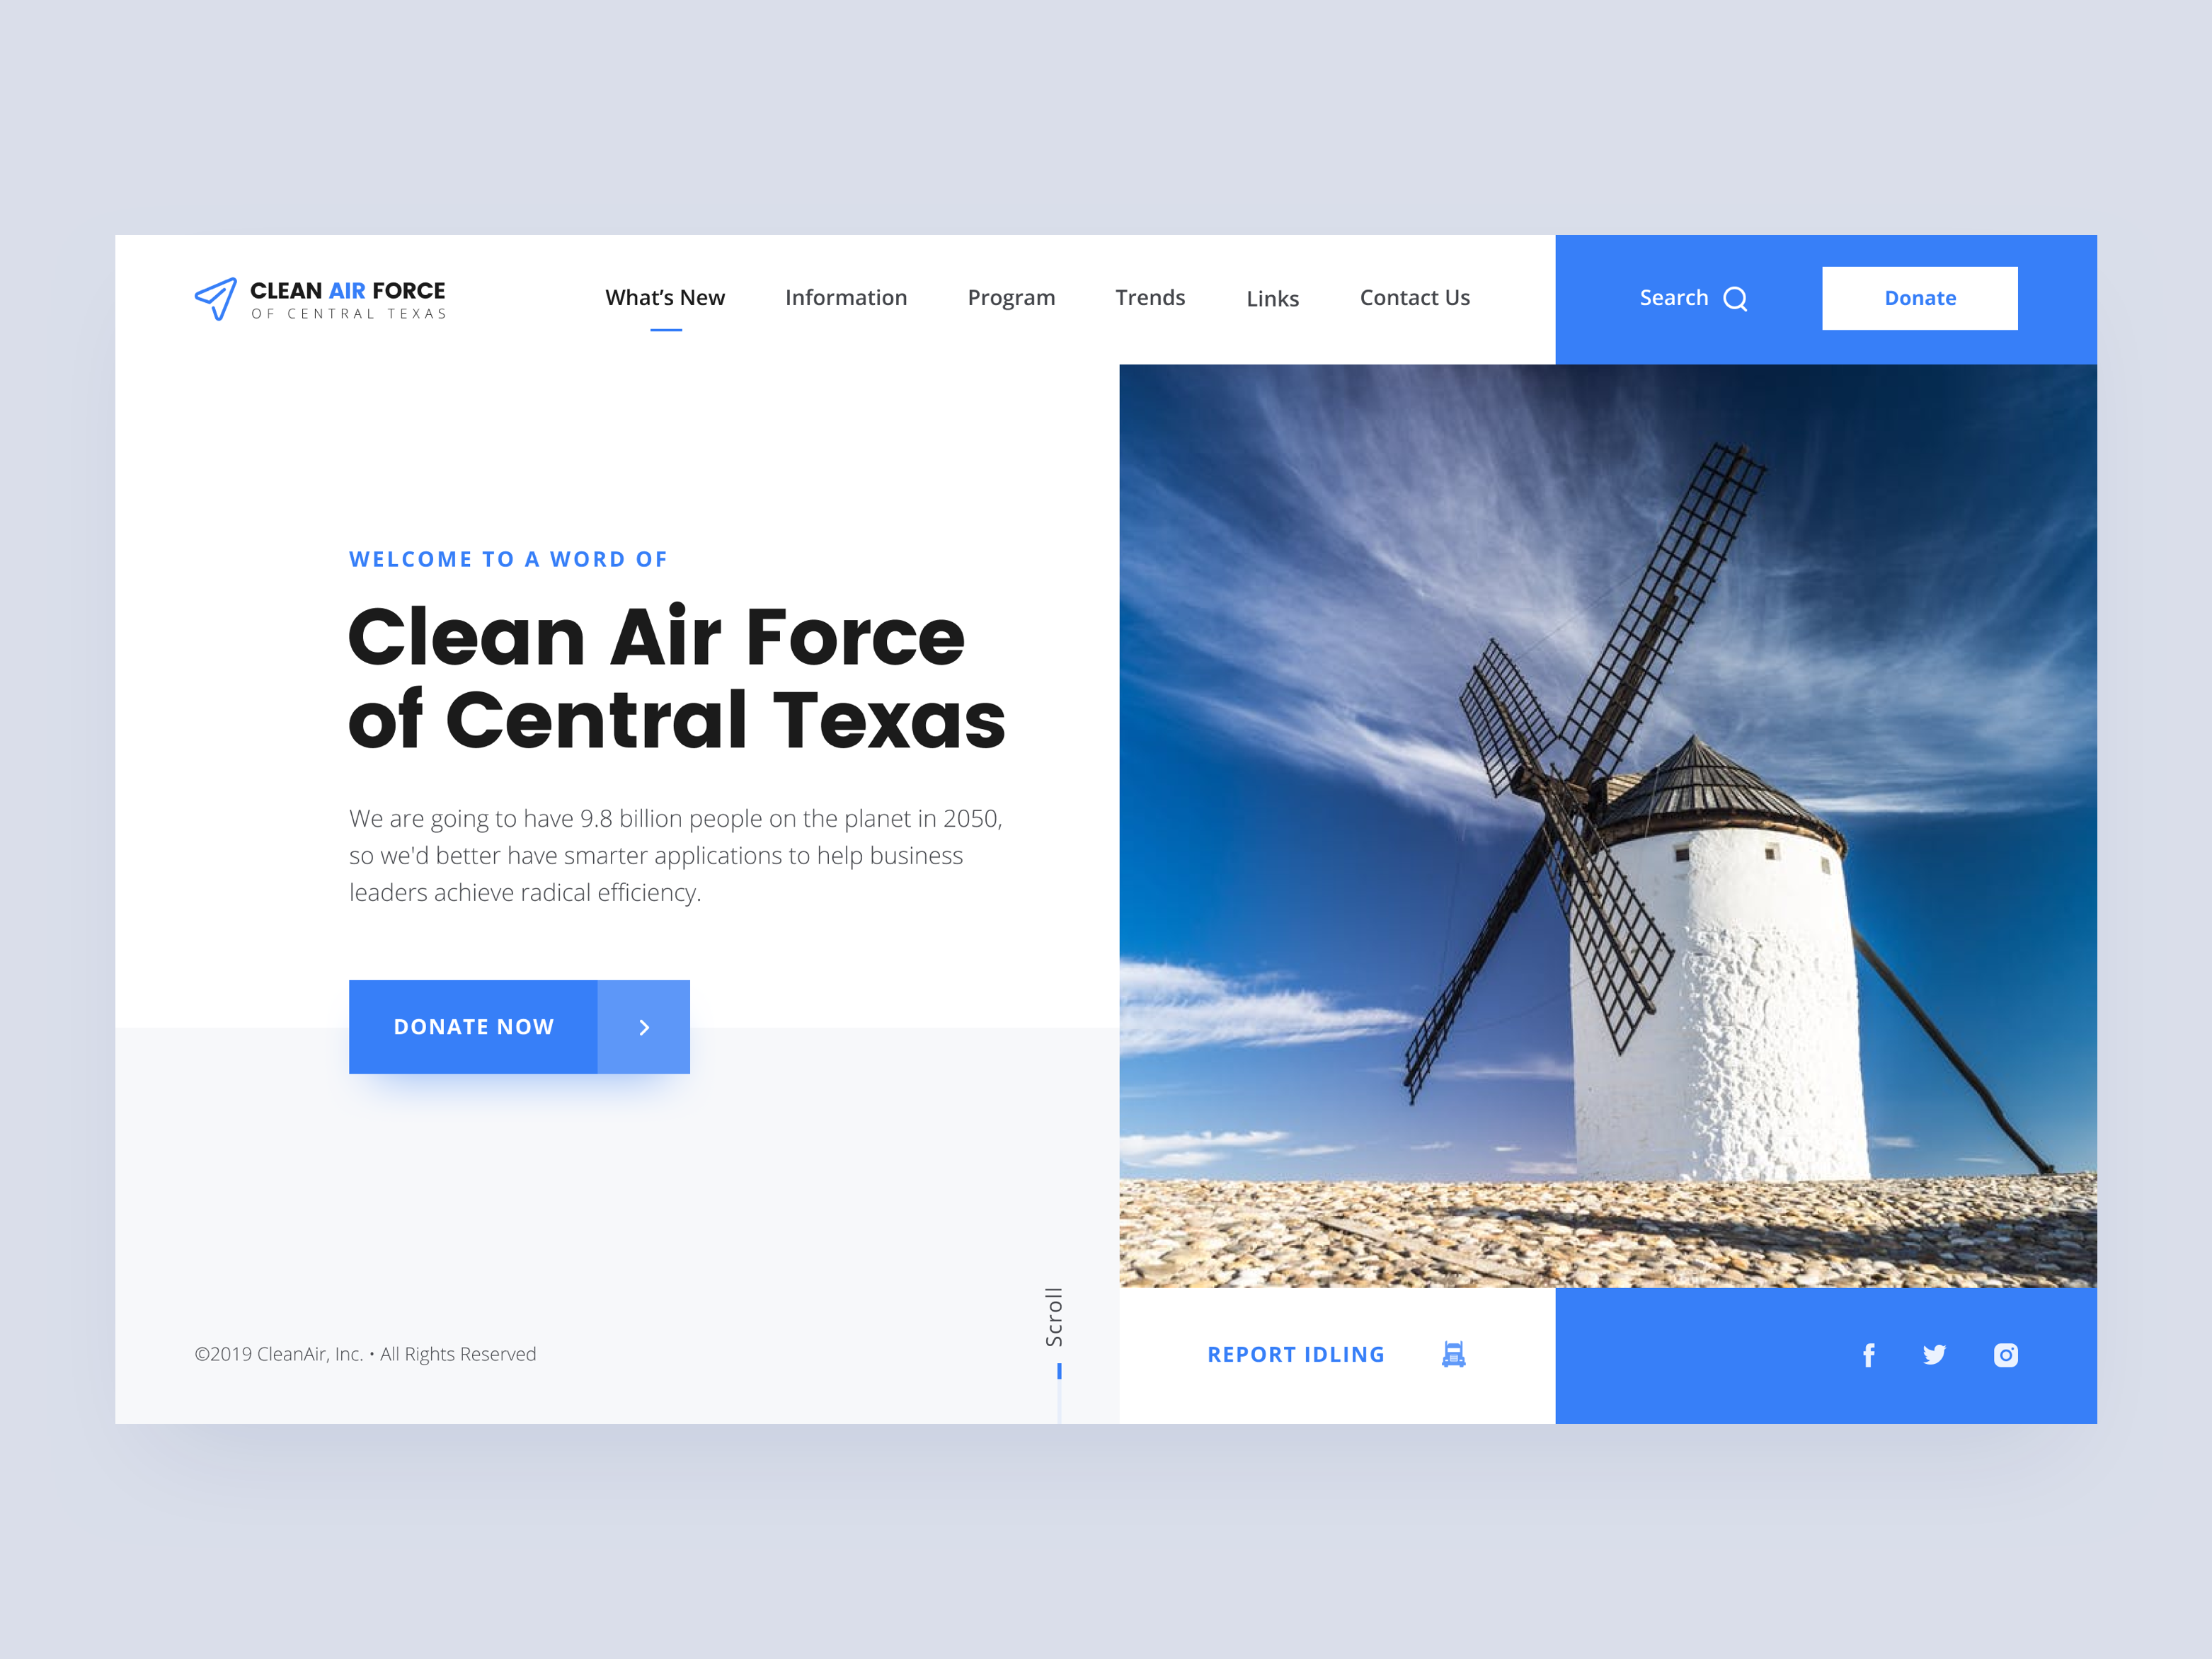 CLEAN AIR FORCE
OF CENTRAL TEXAS
What's New
Information
Program
Trends
Links
Contact Us
Search
Donate
WELCOME TO A WORD OF
Clean Air Force
of Central Texas
We are going to have 9.8 billion people on the planet in 2050,
so we'd better have smarter applications to help business
leaders achieve radical efficiency.
DONATE NOW
Scroll
©2019 CleanAir, Inc. • All Rights Reserved
REPORT IDLING